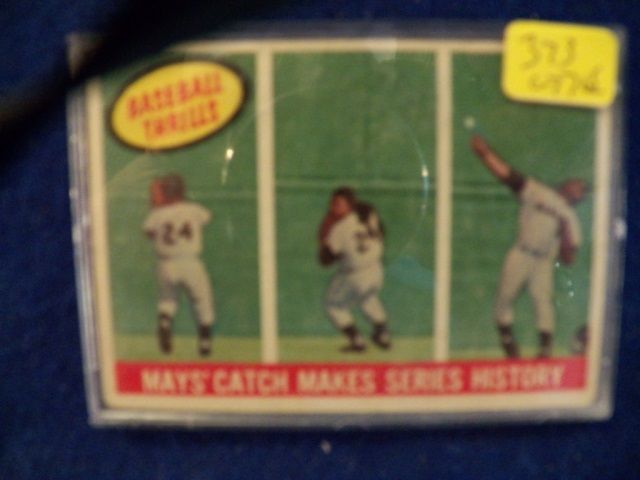 BASEBALL
THRILLS
24
MAYS' CATCH MAKES SERIES HISTORY